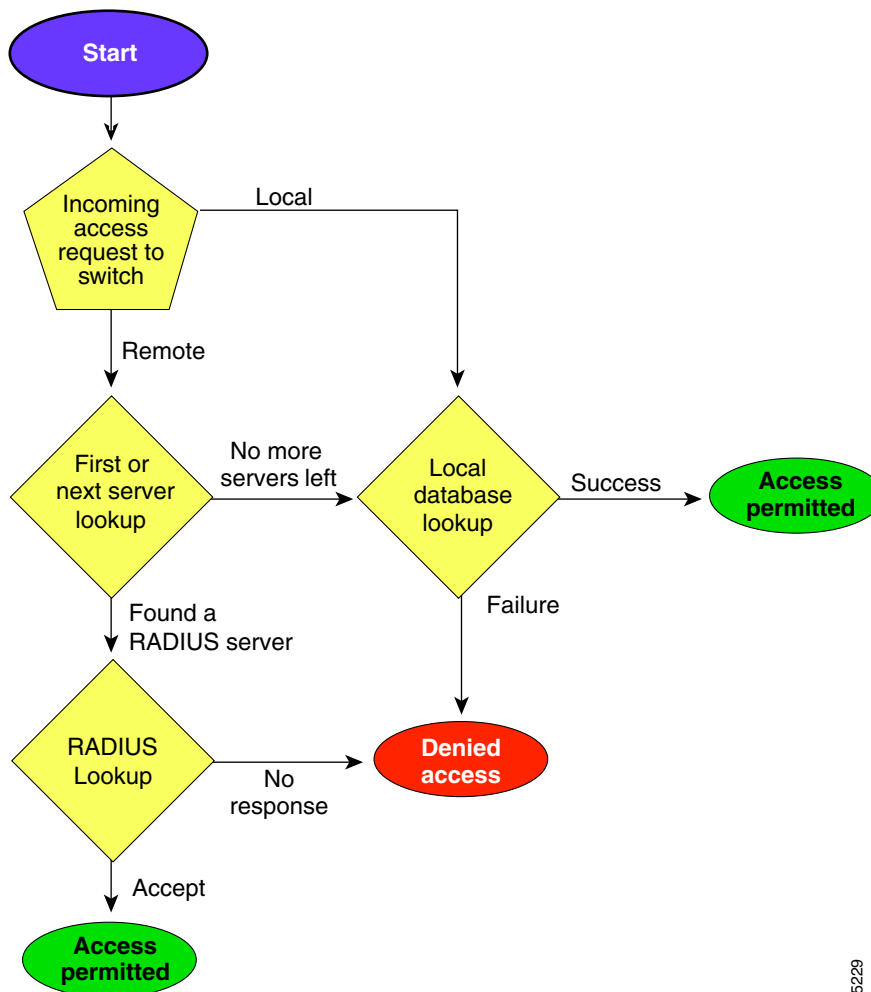 Start
Incoming
access
request to
switch
Local
Remote
First or
next server
lookup
No more
servers left
Local
database
lookup
Success
Access
permitted
Found a
RADIUS server
Failure
RADIUS
Lookup
No
response
Denied
access
Accept
Access
permitted
5229